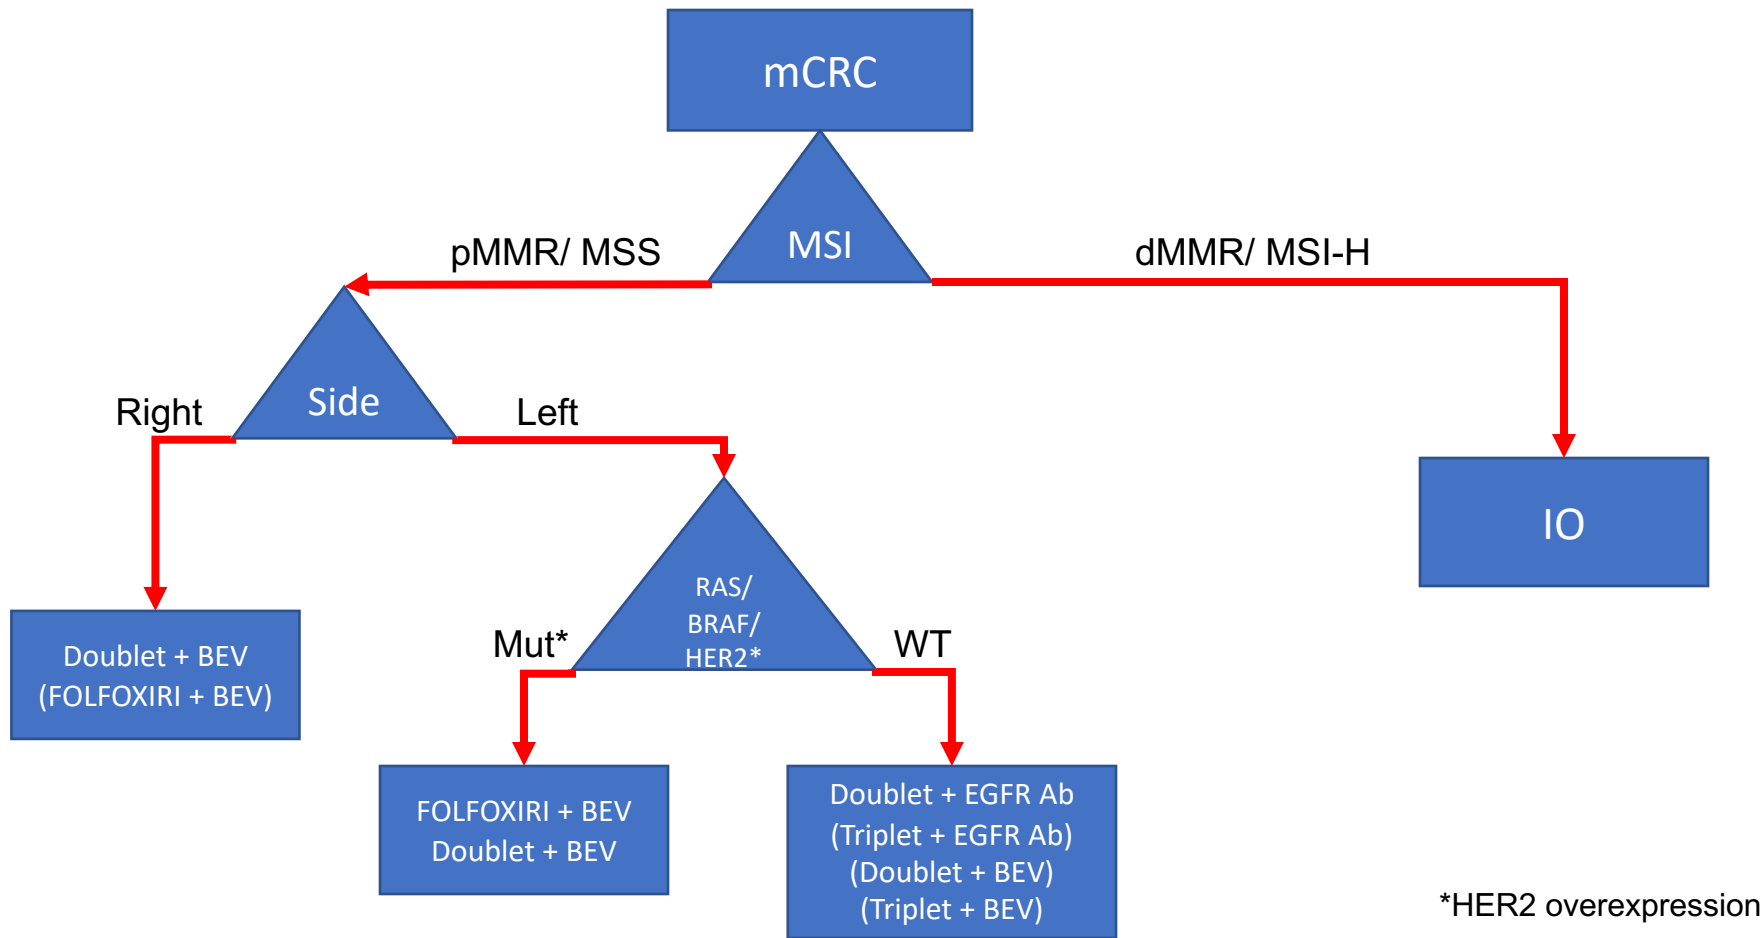 mCRC
MSI
pMMR/ MSS
dMMR/ MSI-H
Side
Right
Left
IO
RAS/
BRAF/
HER2*
Mut*
WT
Doublet + BEV
(FOLFOXIRI + BEV)
FOLFOXIRI + BEV
Doublet + BEV
Doublet + EGFR Ab
(Triplet + EGFR Ab)
(Doublet + BEV)
(Triplet + BEV)
*HER2 overexpression